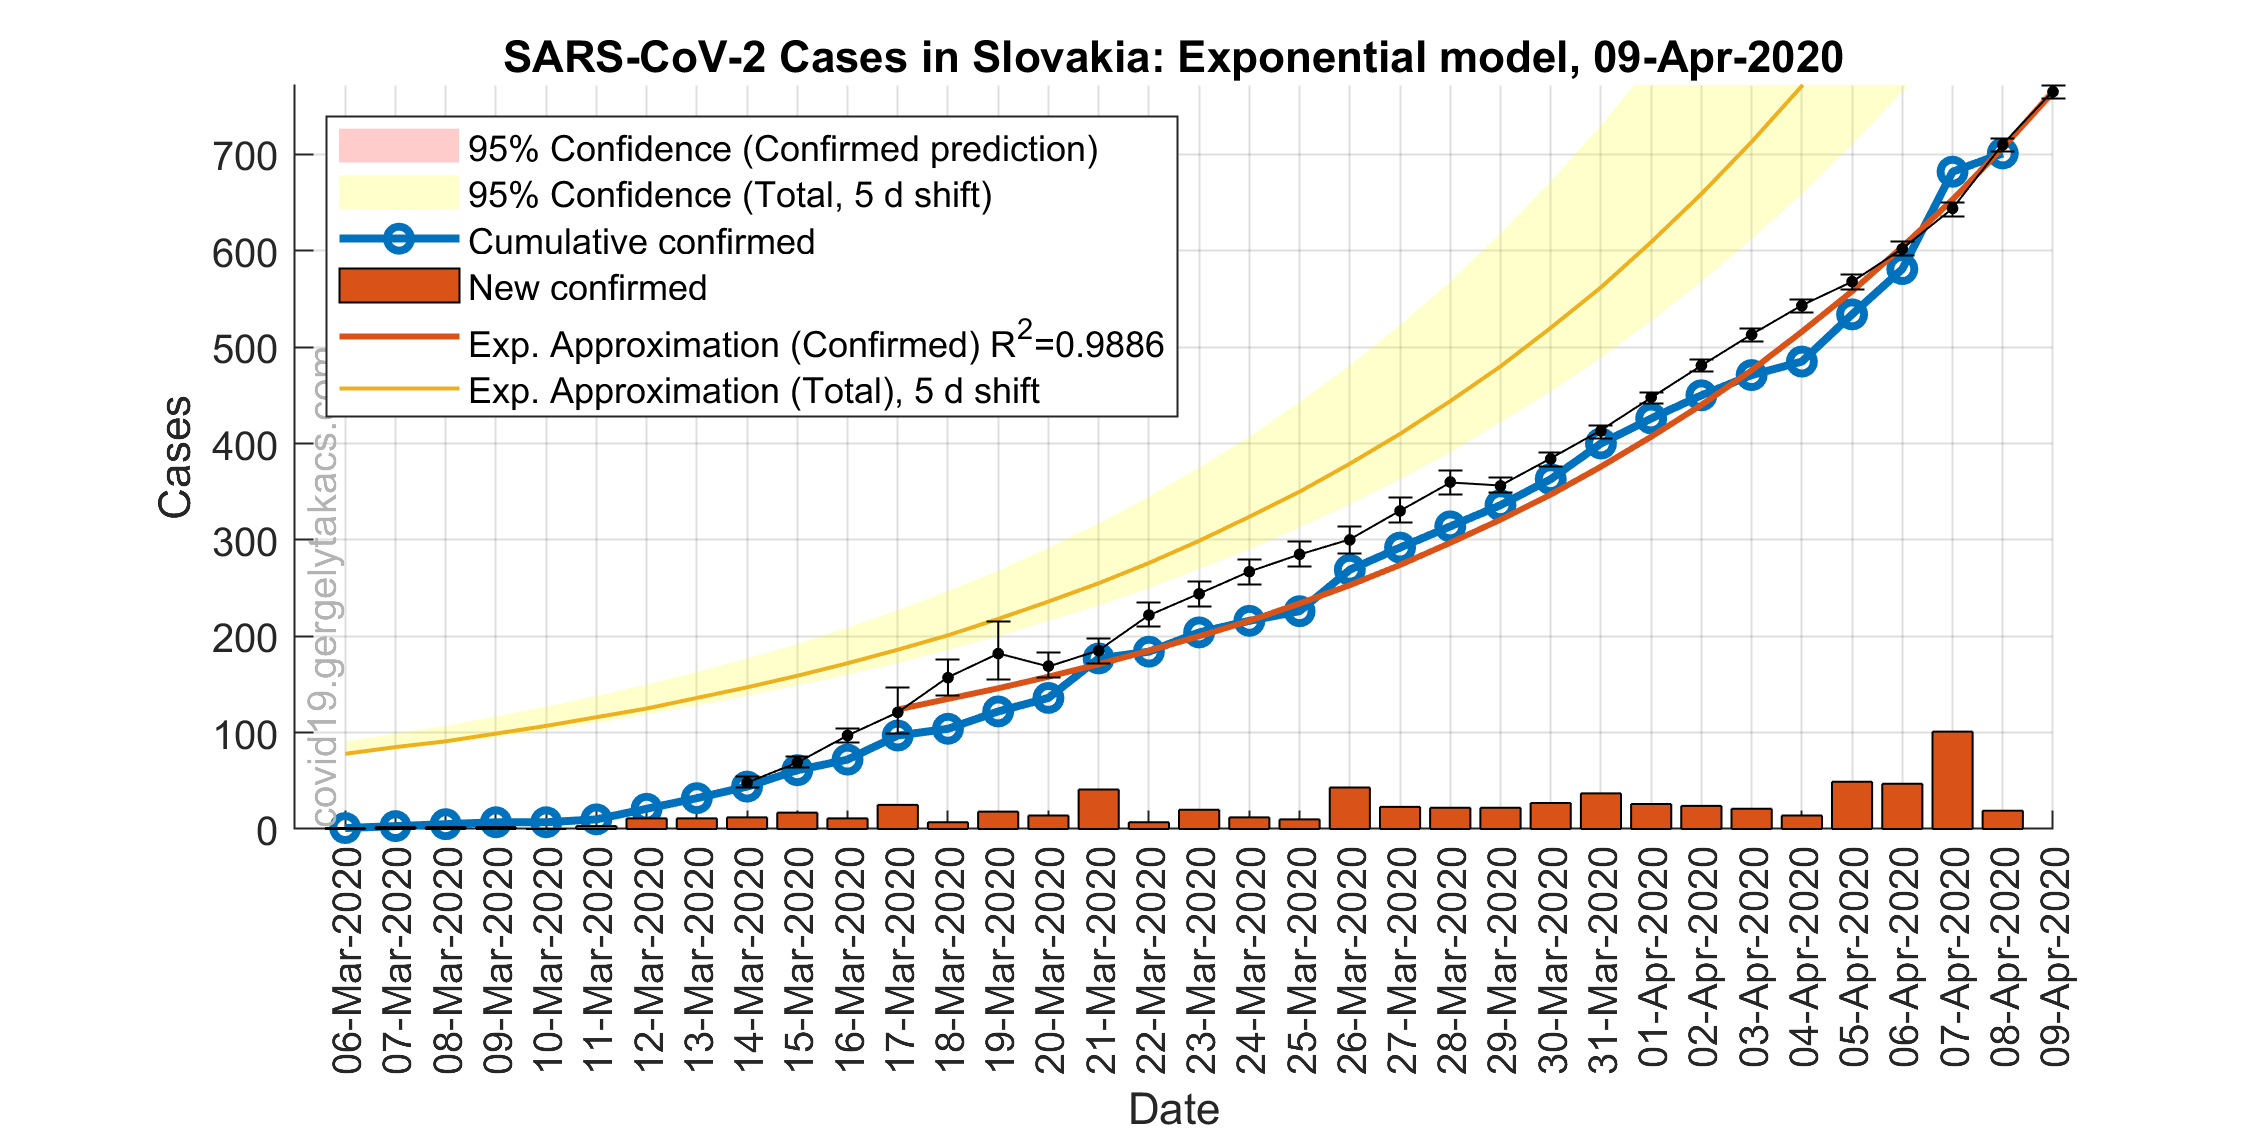 SARS-CoV-2 Cases in Slovakia: Exponential model, 09-Apr-2020
95% Confidence (Confirmed prediction)
95% Confidence (Total, 5 d shift)
Cumulative confirmed
New confirmed
Exp. Approximation (Confirmed) R²=0.9886
Exp. Approximation (Total), 5 d shift
covid19.gergelytakacs.com
Cases
700
600
500
400
300
200
100
0
06-Mar-2020
07-Mar-2020
08-Mar-2020
09-Mar-2020
10-Mar-2020
11-Mar-2020
12-Mar-2020
13-Mar-2020
14-Mar-2020
15-Mar-2020
16-Mar-2020
17-Mar-2020
18-Mar-2020
19-Mar-2020
20-Mar-2020
21-Mar-2020
22-Mar-2020
23-Mar-2020
24-Mar-2020
25-Mar-2020
26-Mar-2020
27-Mar-2020
28-Mar-2020
29-Mar-2020
30-Mar-2020
31-Mar-2020
01-Apr-2020
02-Apr-2020
03-Apr-2020
04-Apr-2020
05-Apr-2020
06-Apr-2020
07-Apr-2020
08-Apr-2020
09-Apr-2020
Date